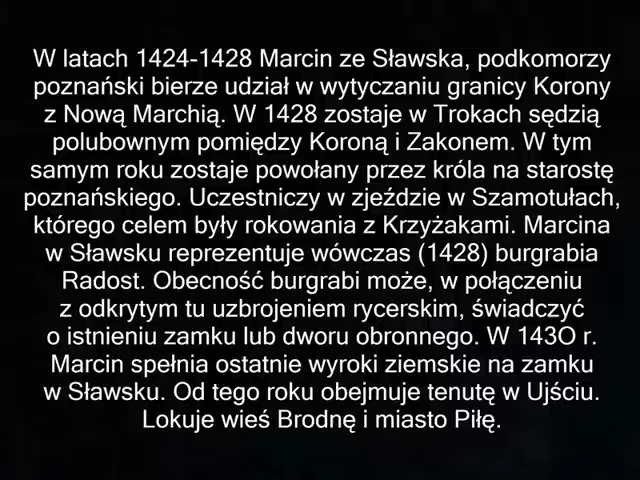 W latach 1424-1428 Marcin ze Sławska, podkomorzy
poznański bierze udział w wytyczaniu granicy Korony
z Nową Marchią. W 1428 zostaje w Trokach sędzią
polubownym pomiędzy Koroną i Zakonem. W tym
samym roku zostaje powołany przez króla na starostę
poznańskiego. Uczestniczy w zjeździe w Szamotułach,
którego celem były rokowania z Krzyżakami. Marcina
w Sławsku reprezentuje wówczas (1428) burgrabia
Radost. Obecność burgrabi może, w połączeniu
z odkrytym tu uzbrojeniem rycerskim, świadczyć
o istnieniu zamku lub dworu obronnego. W 143O r.
Marcin spełnia ostatnie wyroki ziemskie na zamku
w Sławsku. Od tego roku obejmuje tenutę w Ujściu.
Lokuje wieś Brodnę i miasto Piłę.